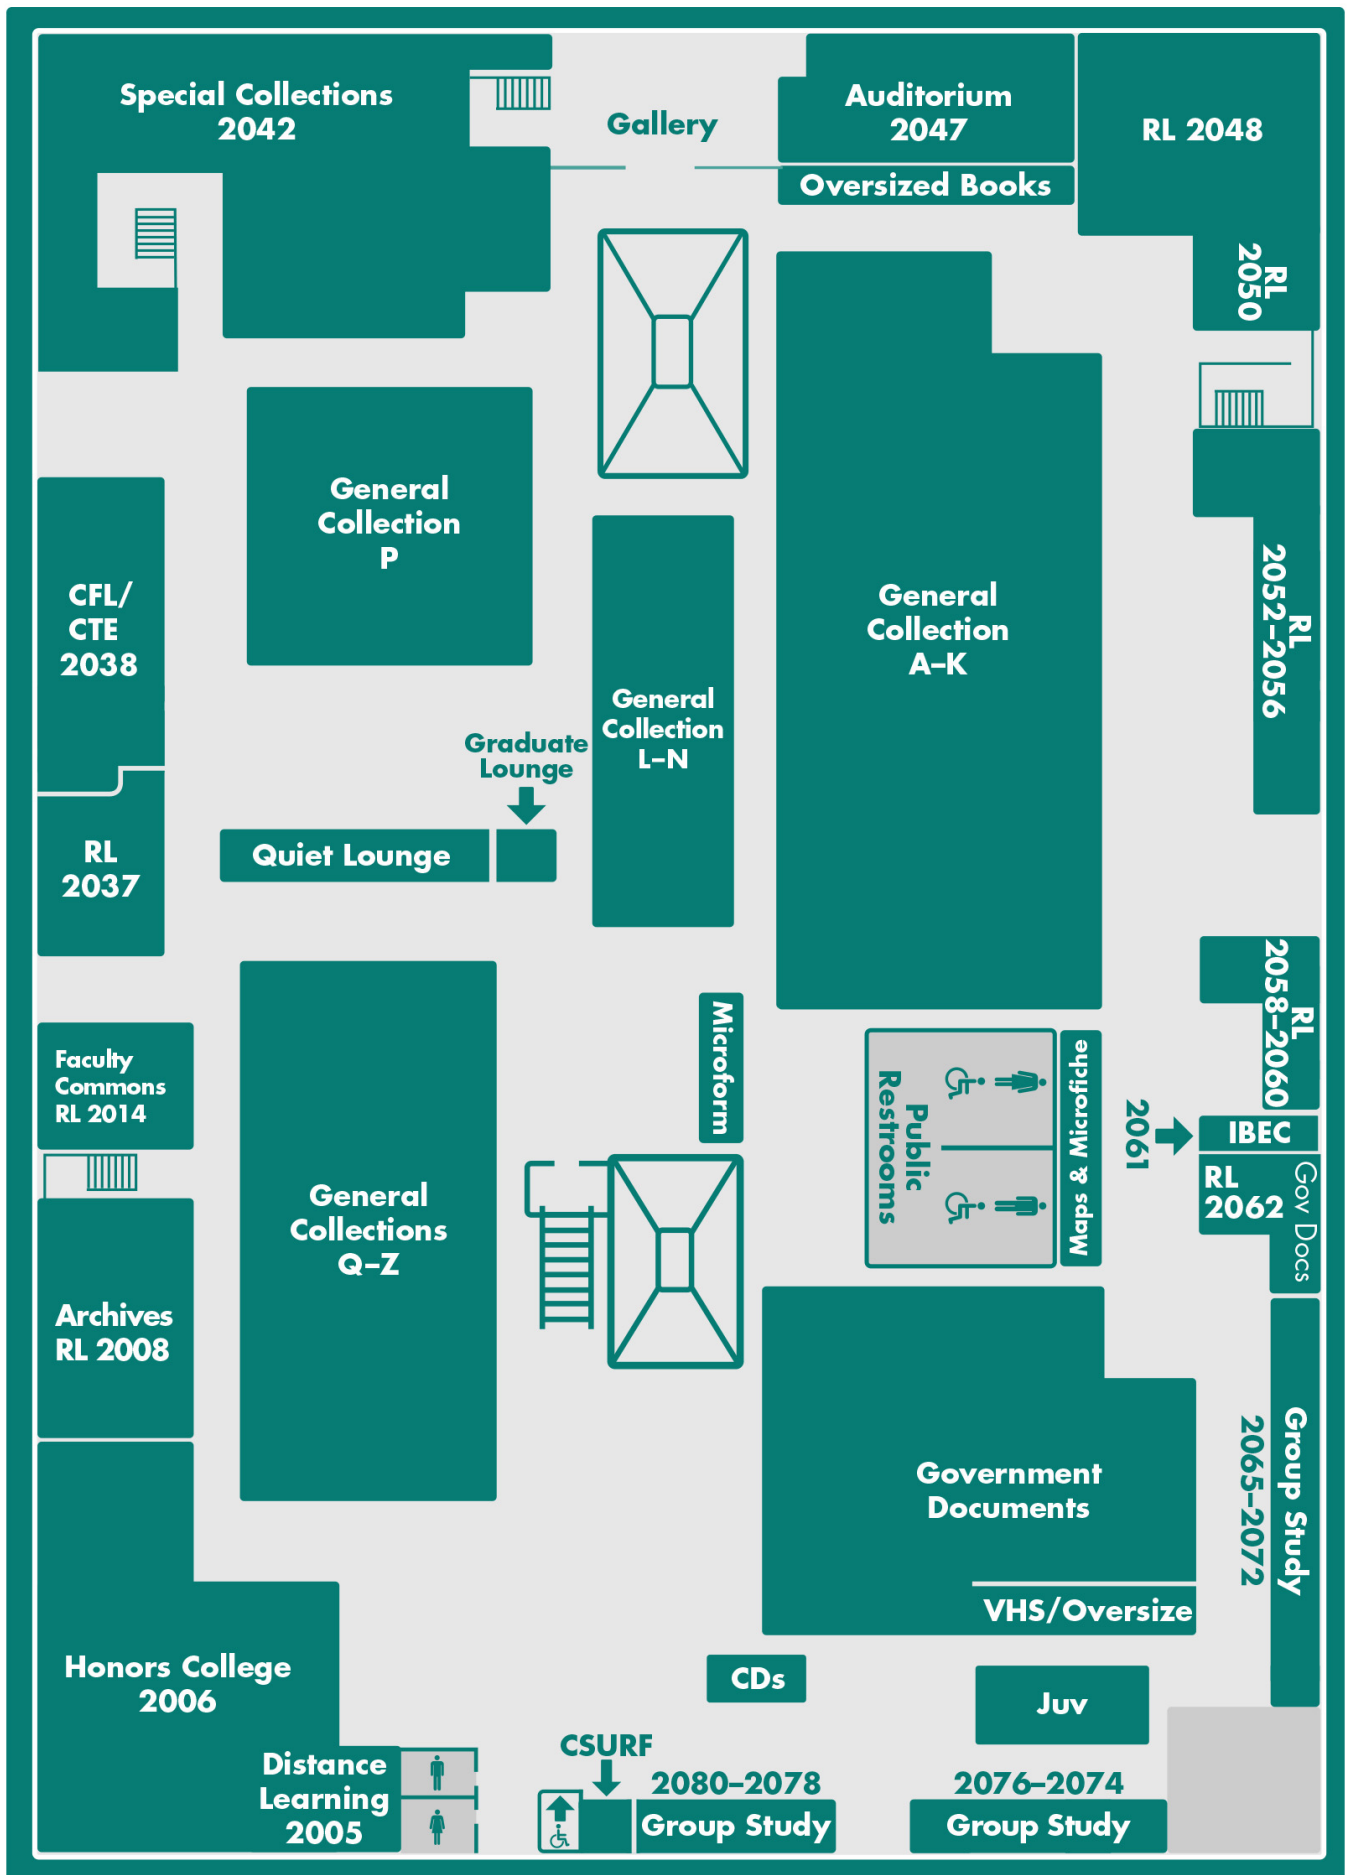 Special Collections
2042
Gallery
Auditorium
2047
Oversized Books
RL 2048
RL
2050
General
Collection
P
CFL/
CTE
2038
General
Collection
A–K
RL
2052–2056
General
Collection
L–N
Graduate
Lounge
Quiet Lounge
RL
2037
Microform
Faculty
Commons
RL 2014
Public
Restrooms
Maps & Microfiche
RL
2058–2060
2061
IBEC
RL
2062
Gov Docs
General
Collections
Q–Z
Archives
RL 2008
Government
Documents
VHS/Oversize
Group Study
2065–2072
Honors College
2006
CDs
Juv
Distance
Learning
2005
CSURF
2080–2078
Group Study
2076–2074
Group Study